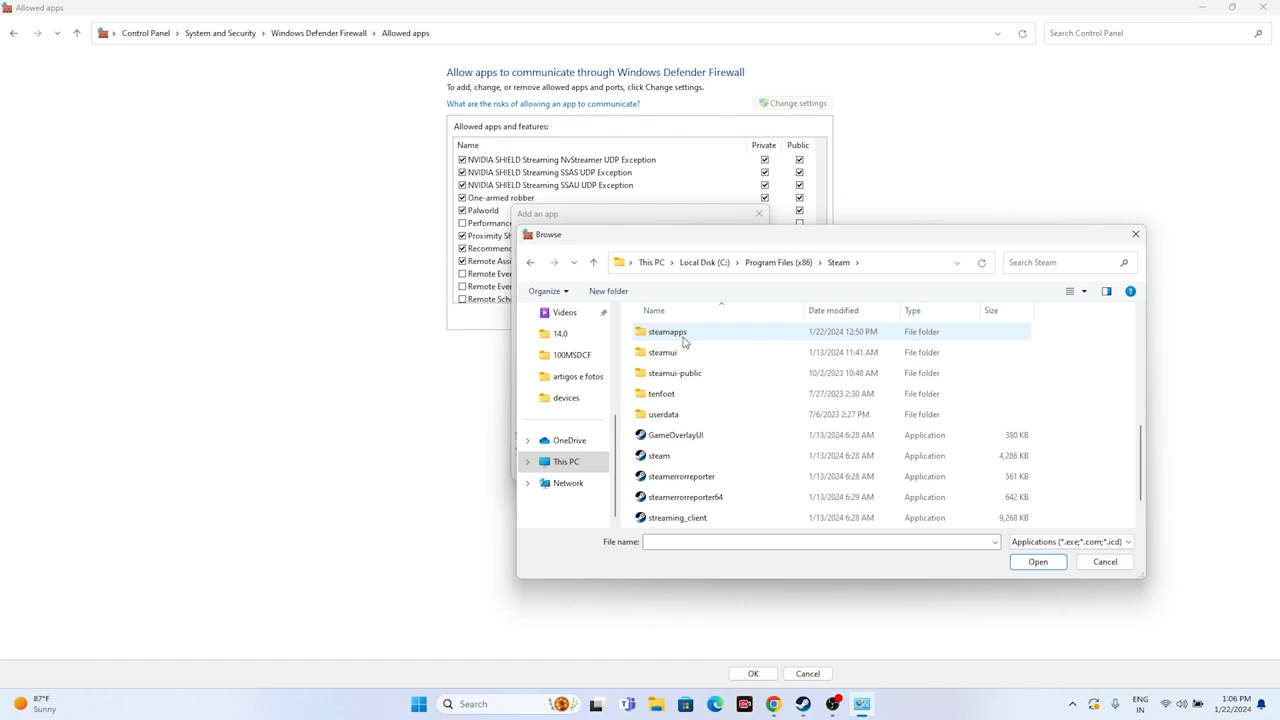 Allowed apps
Control Panel
System and Security
Windows Defender Firewall
Allowed apps
Search Control Panel
Allow apps to communicate through Windows Defender Firewall
To add, change, or remove allowed apps and ports, click Change settings.
What are the risks of allowing an app to communicate?
Change settings
Allowed apps and features:
Name Private Public
NVIDIA SHIELD Streaming NvStreamer UDP Exception
NVIDIA SHIELD Streaming SSAS UDP Exception
NVIDIA SHIELD Streaming SSAU UDP Exception
One-armed robber
Palworld
Performance
Proximity Sh
Recommen
Remote Assi
Remote Ever
Remote Ever
Remote Sch
Add an app
Browse
This PC
Local Disk (C:)
Program Files (x86)
Steam
Search Steam
Organize
New folder
Videos
14.0
100MSDCF
artigos e fotos
devices
OneDrive
This PC
Network
Name Date modified Type Size
steamapps 1/22/2024 12:50 PM File folder
steamui 1/13/2024 11:41 AM File folder
steamui-public 10/2/2023 10:48 AM File folder
tenfoot 7/27/2023 2:30 AM File folder
userdata 7/6/2023 2:27 PM File folder
GameOverlayUI 1/13/2024 6:28 AM Application 380 KB
steam 1/13/2024 6:28 AM Application 4,286 KB
steamerrorreporter 1/13/2024 6:28 AM Application 561 KB
steamerrorreporter64 1/13/2024 6:29 AM Application 642 KB
streaming_client 1/13/2024 6:28 AM Application 9,268 KB
File name:
Applications (*.exe;*.com;*.icd)
Open
Cancel
OK
Cancel
87°F
Sunny
Search
ENG
IN
1:06 PM
1/22/2024